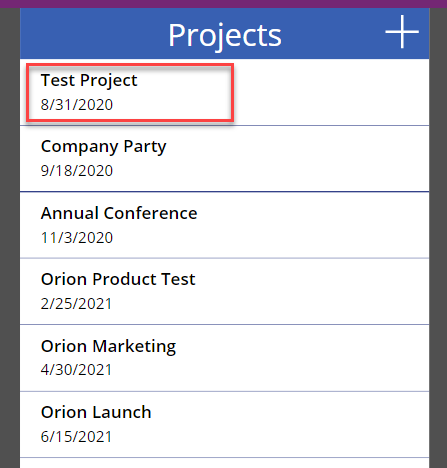 Projects
Test Project
8/31/2020
Company Party
9/18/2020
Annual Conference
11/3/2020
Orion Product Test
2/25/2021
Orion Marketing
4/30/2021
Orion Launch
6/15/2021